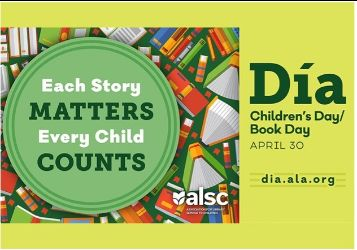 Each Story
MATTERS
Every Child
COUNTS
alsc
Día
Children's Day/
Book Day
APRIL 30
dia.ala.org